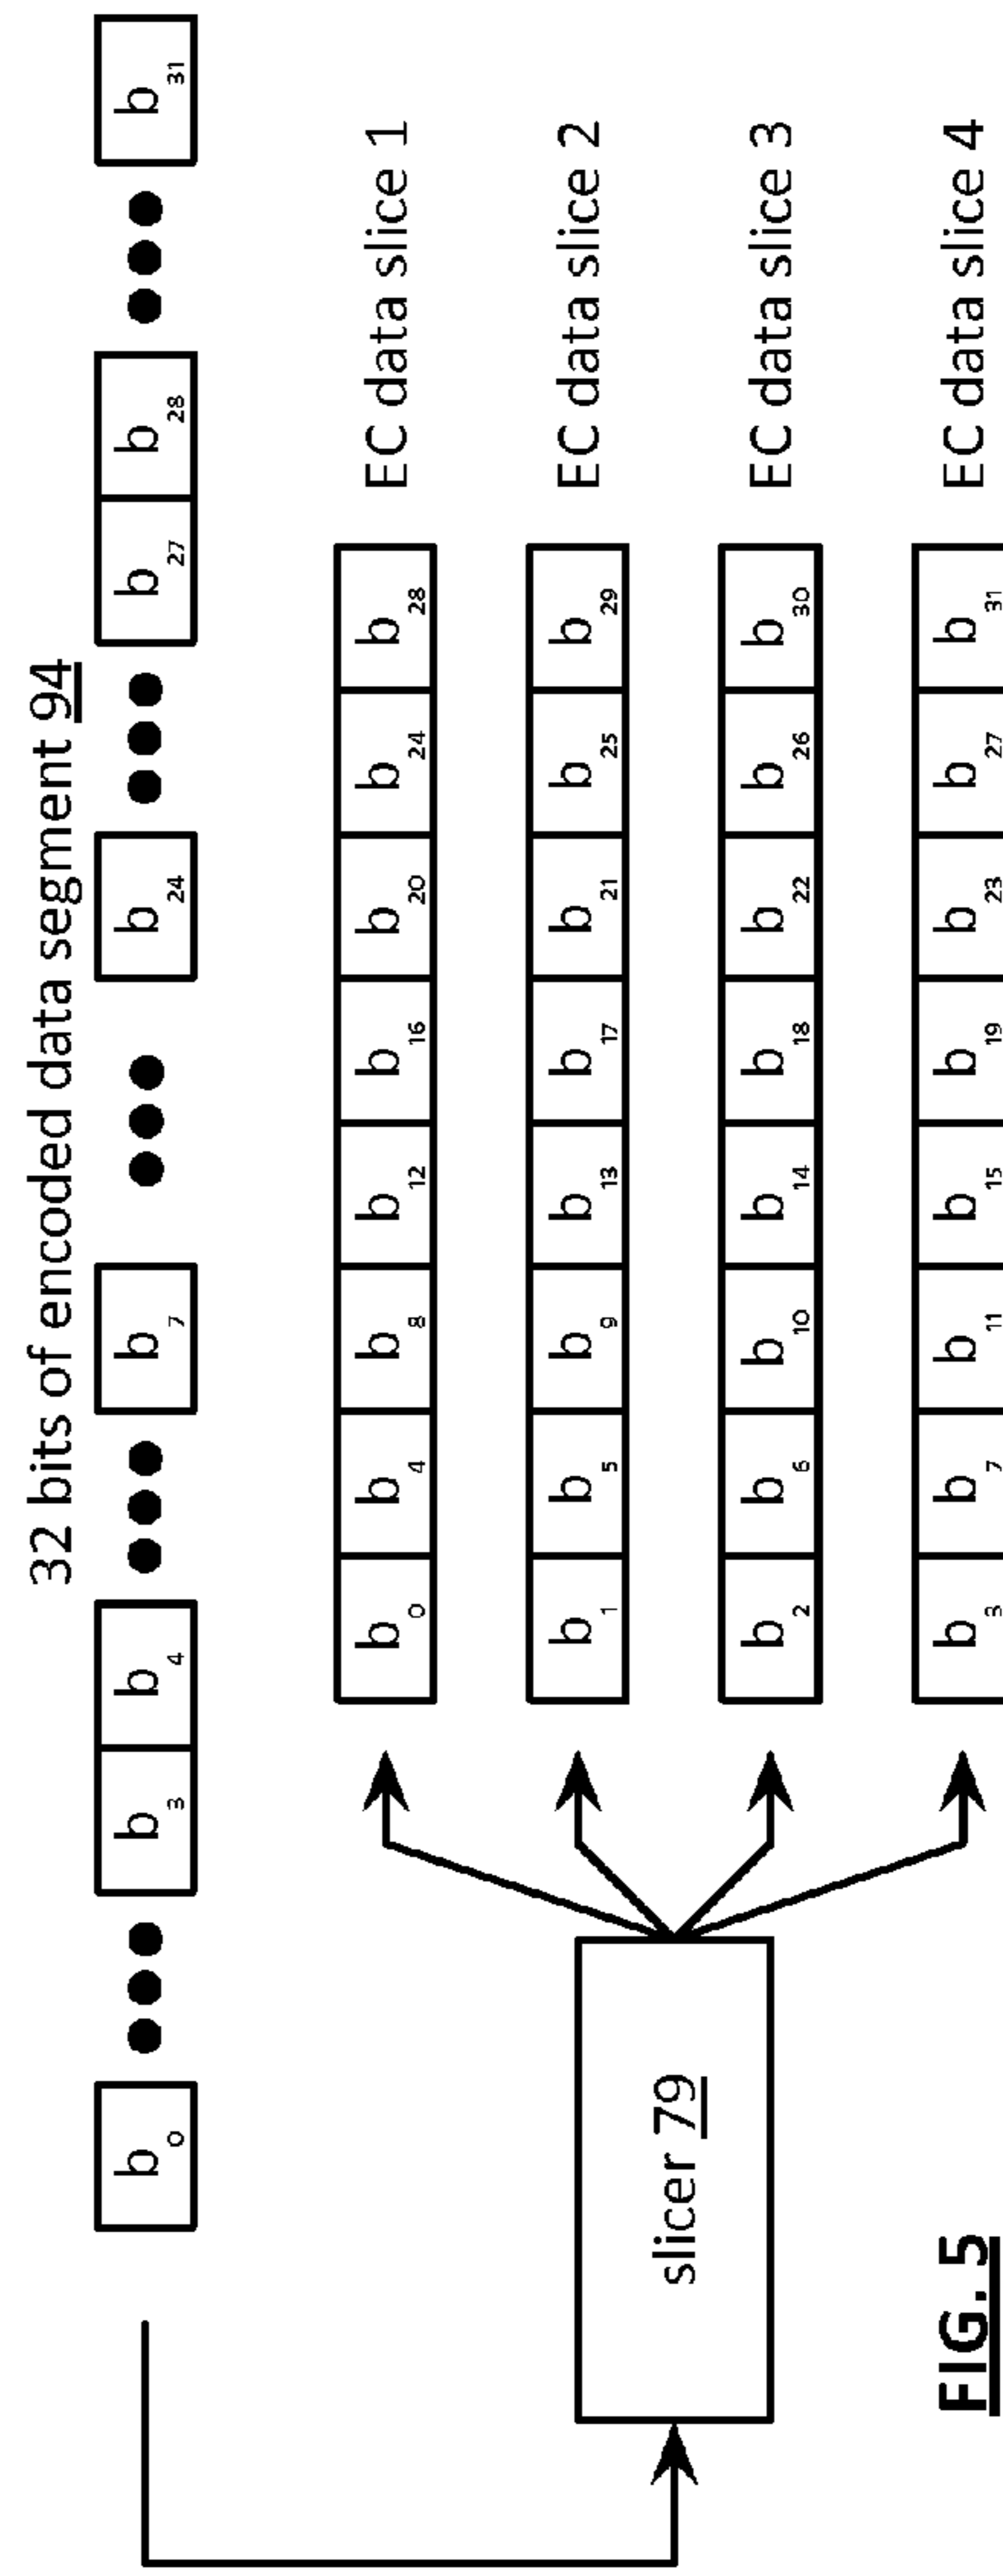 32 bits of encoded data segment 94
b0 b3 b4 b7 b24 b27 b28 b31
b0 b4 b8 b12 b16 b20 b24 b28 EC data slice 1
b1 b5 b9 b13 b17 b21 b25 b29 EC data slice 2
slicer 79
b2 b6 b10 b14 b18 b22 b26 b30 EC data slice 3
b3 b7 b11 b15 b19 b23 b27 b31 EC data slice 4
FIG. 5